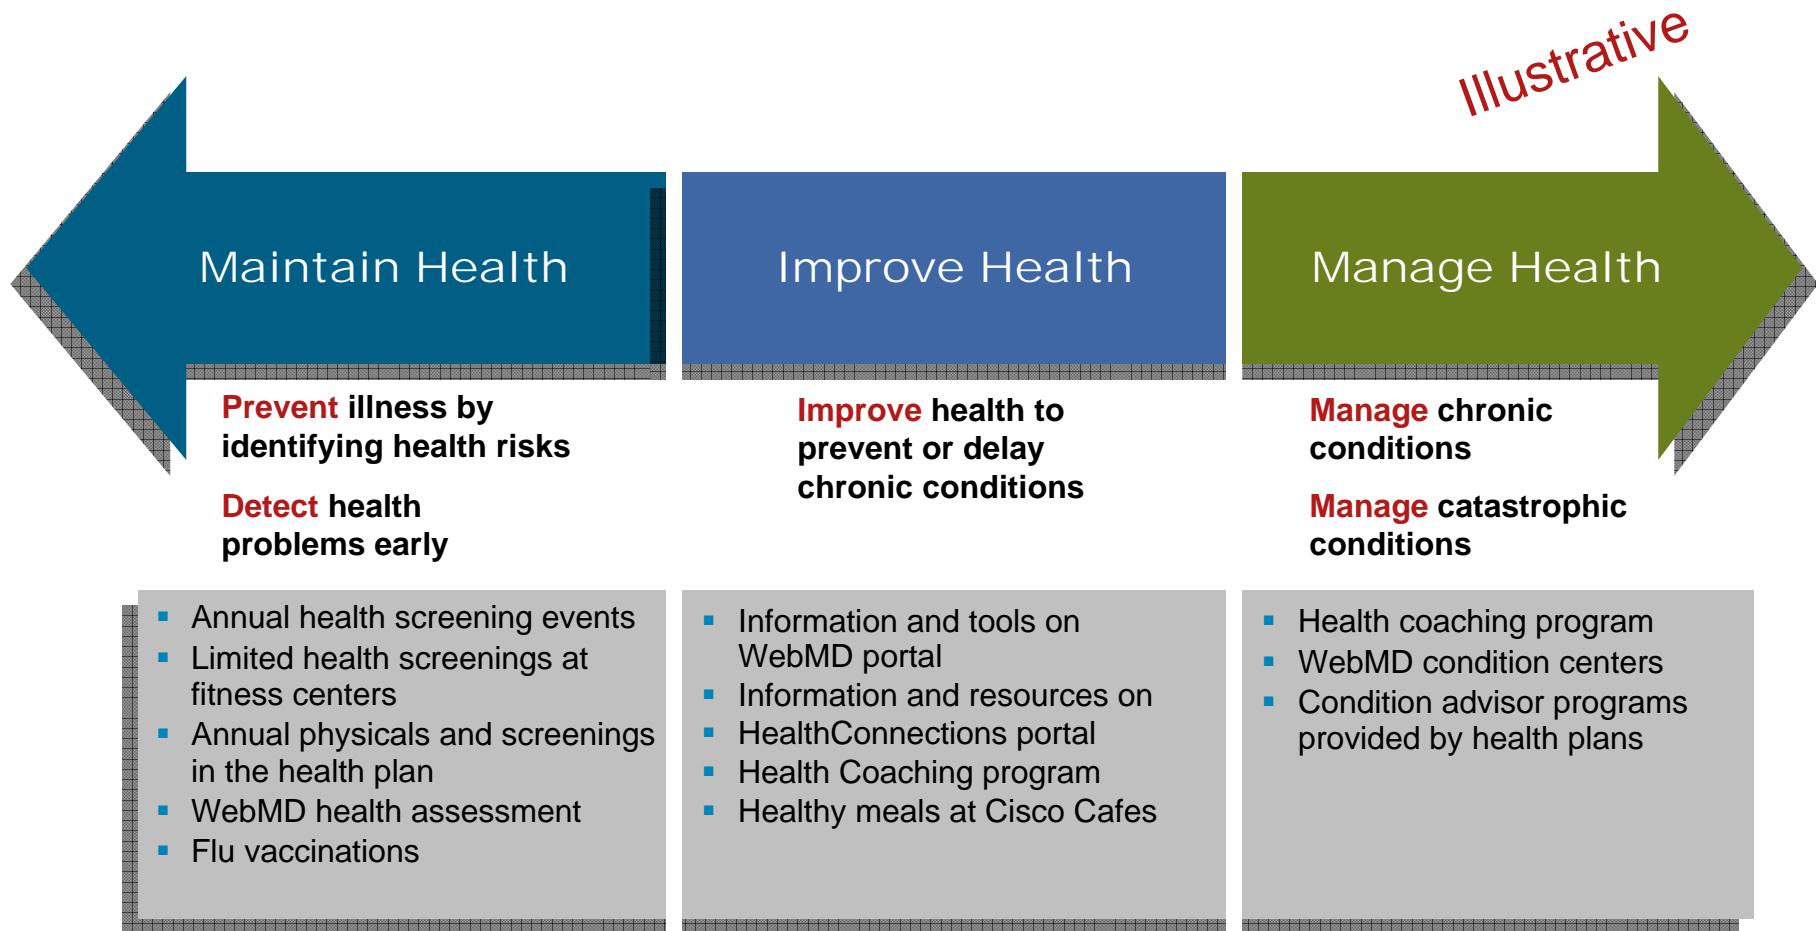 Illustrative
Maintain Health
Improve Health
Manage Health
Prevent illness by
identifying health risks
Detect health
problems early
Improve health to
prevent or delay
chronic conditions
Manage chronic
conditions
Manage catastrophic
conditions
▪ Annual health screening events
▪ Limited health screenings at
fitness centers
▪ Annual physicals and screenings
in the health plan
▪ WebMD health assessment
▪ Flu vaccinations
▪ Information and tools on
WebMD portal
▪ Information and resources on
▪ HealthConnections portal
▪ Health Coaching program
▪ Healthy meals at Cisco Cafes
▪ Health coaching program
▪ WebMD condition centers
▪ Condition advisor programs
provided by health plans